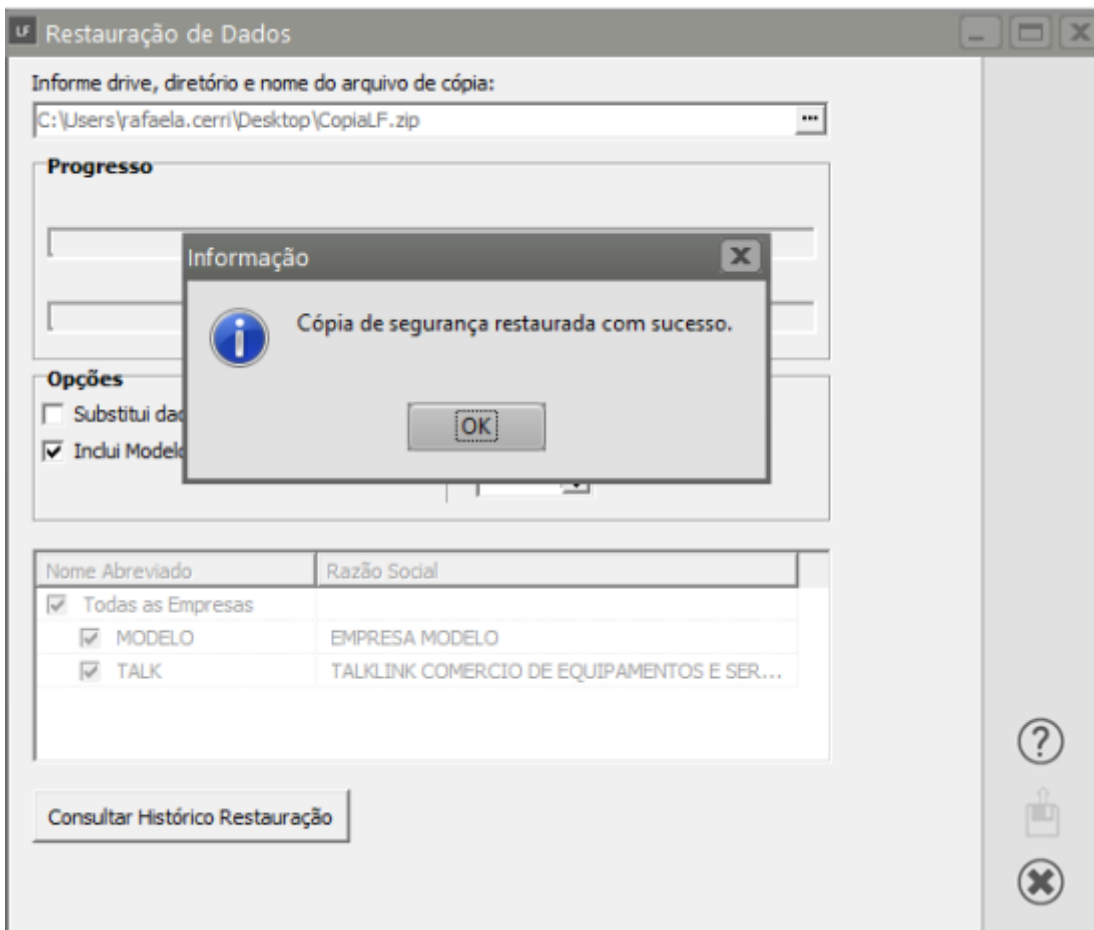 LF Restauração de Dados
Informe drive, diretório e nome do arquivo de cópia:
C:\Users\rafaela.cerri\Desktop\CopiaLF.zip
Progresso
Informação
Cópia de segurança restaurada com sucesso.
OK
Opções
Substitui
Inclui
Nome Abreviado Razão Social
Todas as Empresas
MODELO EMPRESA MODELO
TALK TALKLINK COMERCIO DE EQUIPAMENTOS E SER...
Consultar Histórico Restauração